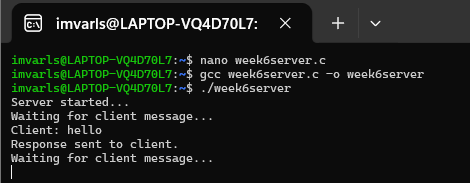 imvarls@LAPTOP-VQ4D70L7:
imvarls@LAPTOP-VQ4D70L7:~$ nano week6server.c
imvarls@LAPTOP-VQ4D70L7:~$ gcc week6server.c -o week6server
imvarls@LAPTOP-VQ4D70L7:~$ ./week6server
Server started...
Waiting for client message...
Client: hello
Response sent to client.
Waiting for client message...